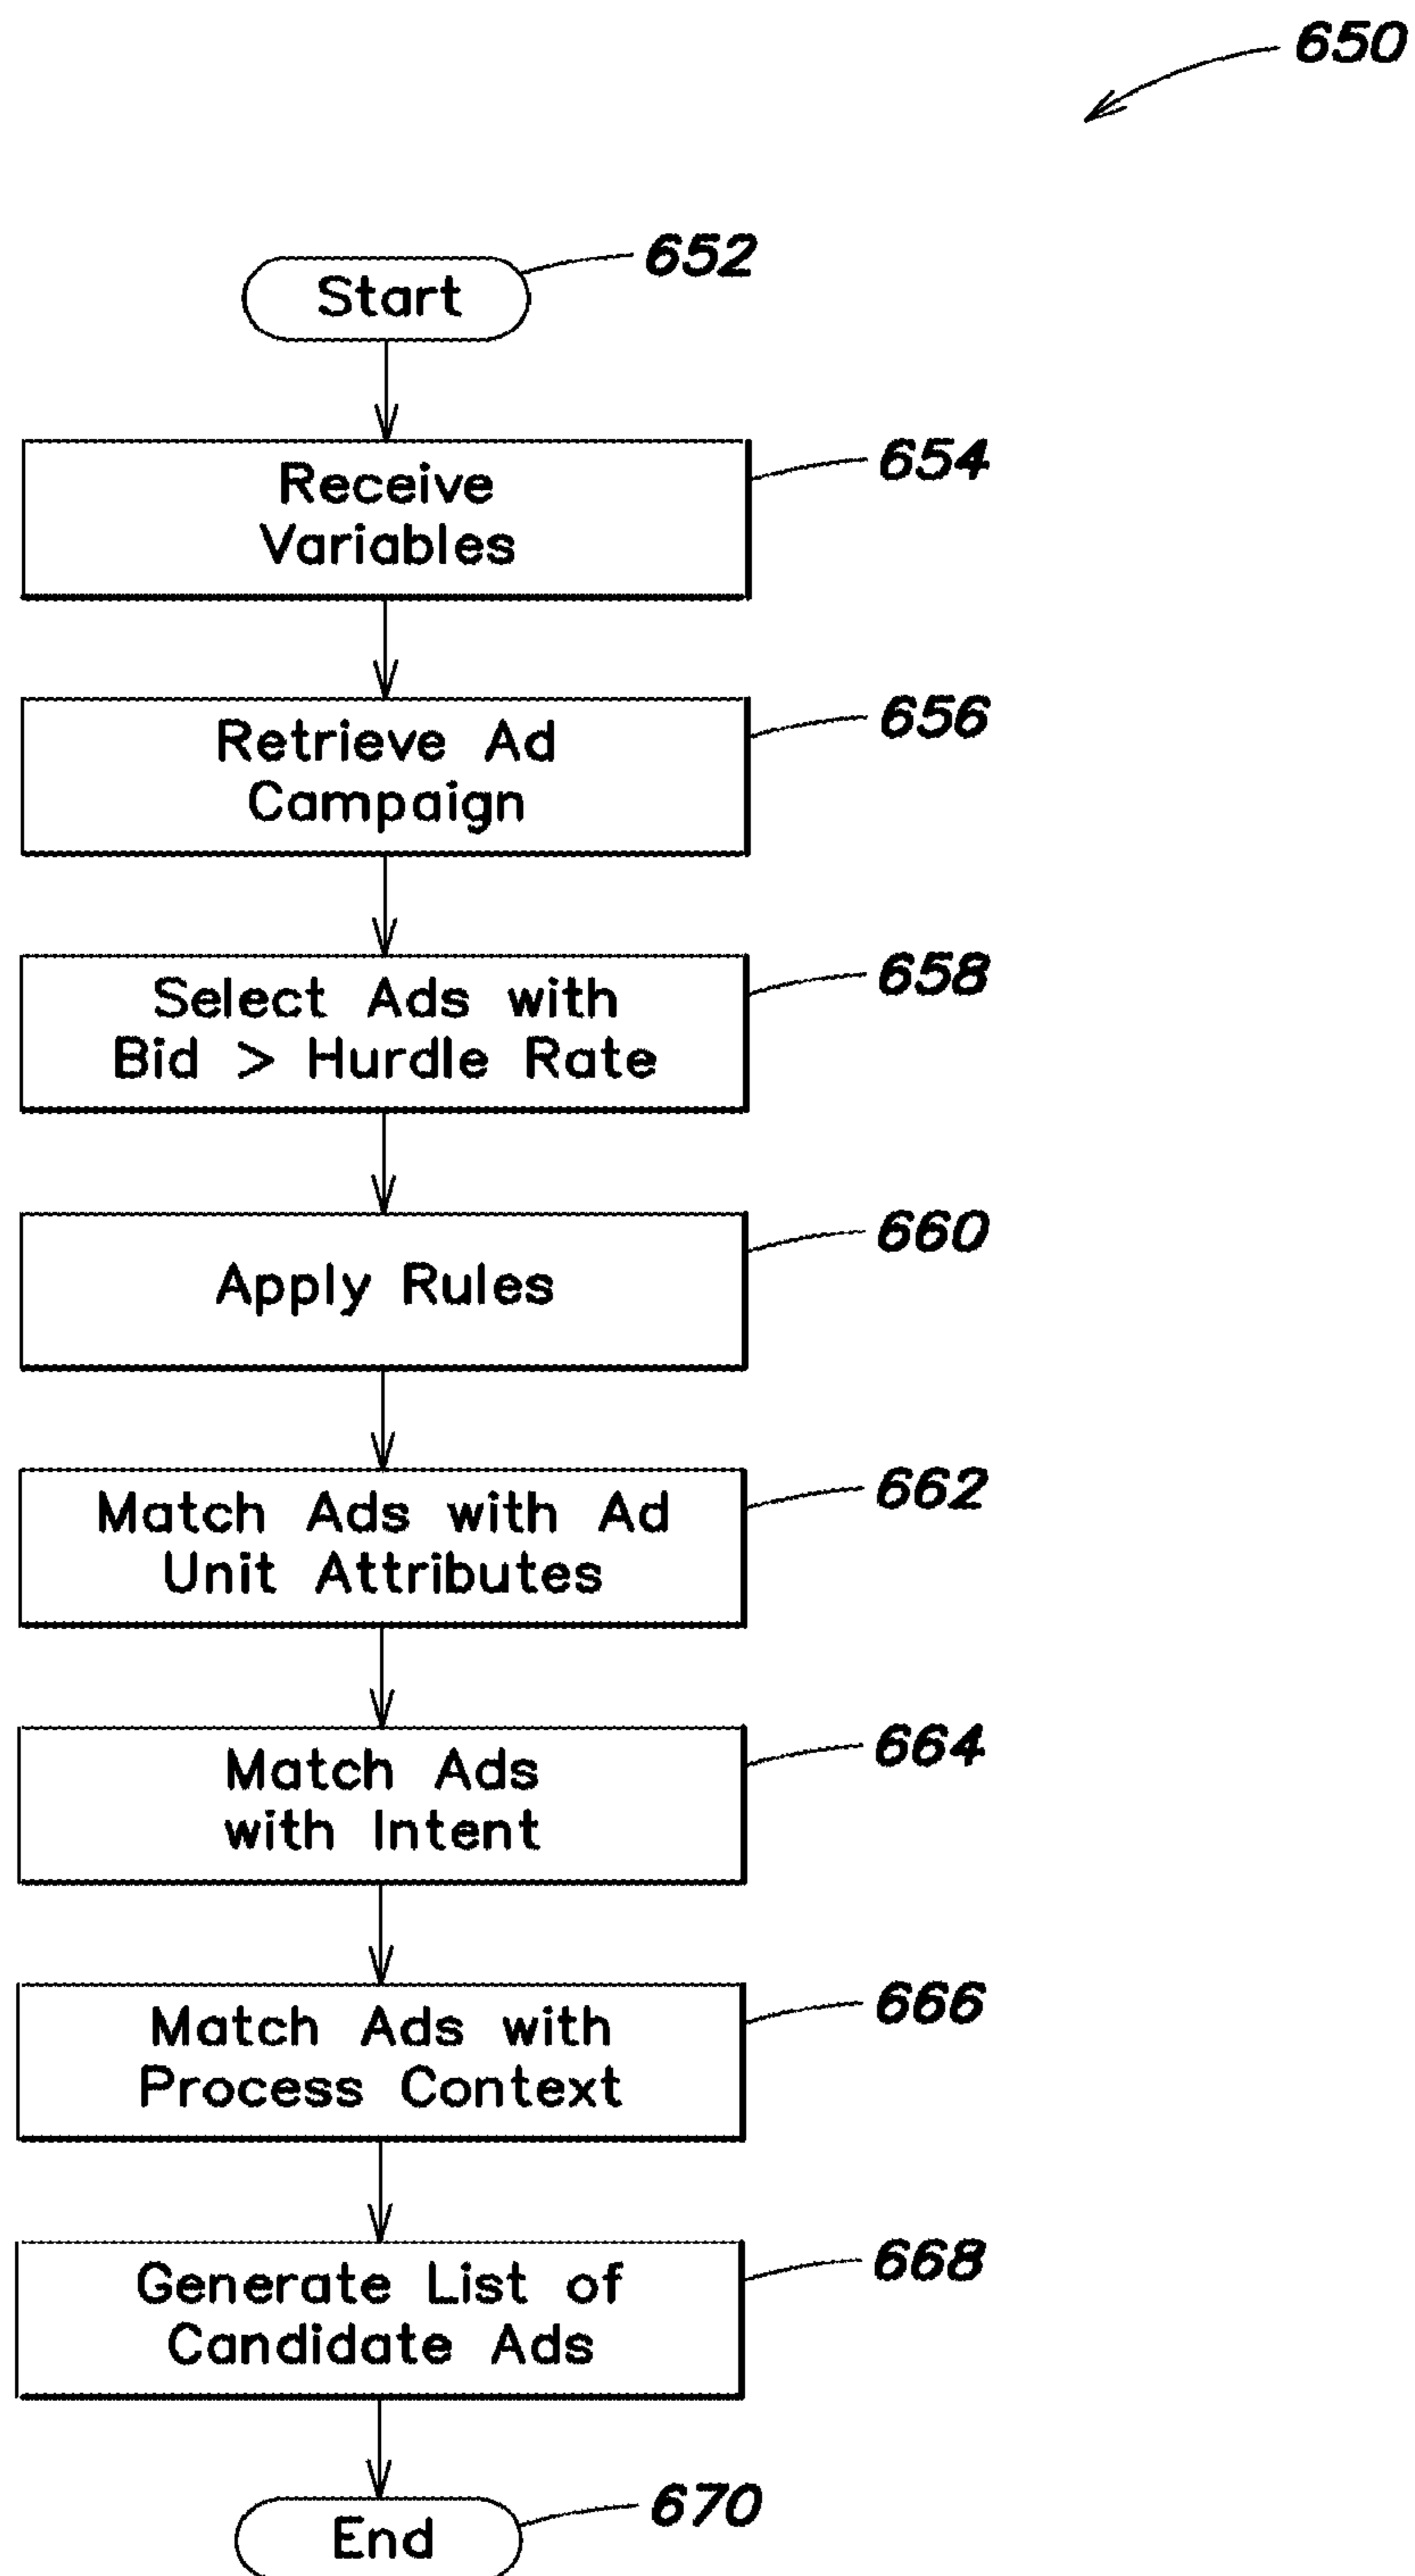 650
652
Start
654
Receive
Variables
656
Retrieve Ad
Campaign
658
Select Ads with
Bid > Hurdle Rate
660
Apply Rules
662
Match Ads with Ad
Unit Attributes
664
Match Ads
with Intent
666
Match Ads with
Process Context
668
Generate List of
Candidate Ads
670
End